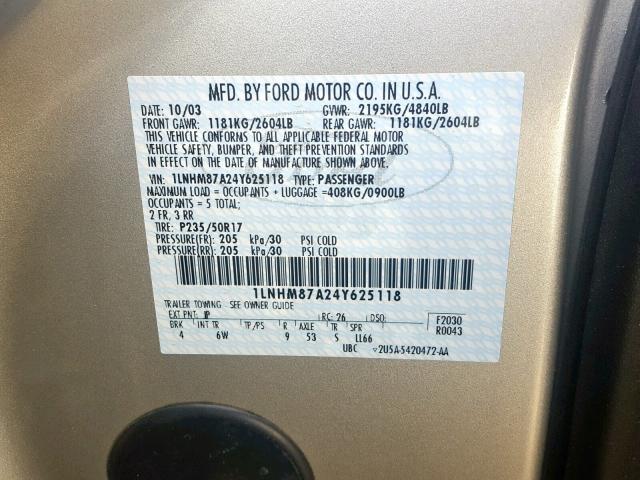 MFD. BY FORD MOTOR CO. IN U.S.A.
DATE: 10/03 GVWR: 2195KG/4840LB
FRONT GAWR: 1181KG/2604LB REAR GAWR: 1181KG/2604LB
THIS VEHICLE CONFORMS TO ALL APPLICABLE FEDERAL MOTOR
VEHICLE SAFETY, BUMPER, AND THEFT PREVENTION STANDARDS
IN EFFECT ON THE DATE OF MANUFACTURE SHOWN ABOVE.
VIN: 1LNHM87A24Y625118 TYPE: PASSENGER
MAXIMUM LOAD = OCCUPANTS + LUGGAGE =408KG/0900LB
OCCUPANTS = 5 TOTAL;
2 FR, 3 RR
TIRE: P235/50R17
PRESSURE(FR): 205 kPa/30 PSI COLD
PRESSURE(RR): 205 kPa/30 PSI COLD
1LNHM87A24Y625118
TRAILER TOWING: SEE OWNER GUIDE
EXT PNT: JP RC: 26 DSO: F2030
BRK INT TR TP/PS R AXLE TR SPR R0043
4 6W 9 53 S LL66
UBC 2U5A-5420472-AA